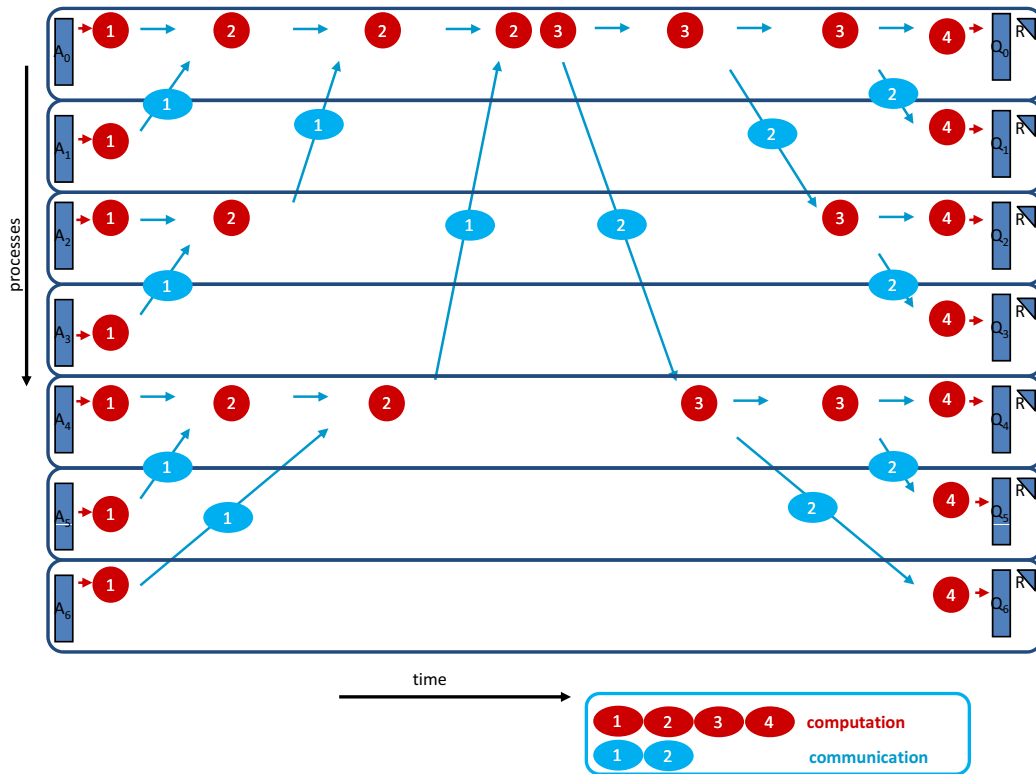 A0 1 2 2 2 3 3 3 4 Q0 R
1 1 2 2
A1 1 4 Q1 R
A2 1 2 1 2 3 4 Q2 R
1 2
A3 1 4 Q3 R
A4 1 2 2 3 3 4 Q4 R
1 2
A5 1 1 2 4 Q5 R
A6 1 4 Q6 R
processes
time
1 2 3 4 computation
1 2 communication